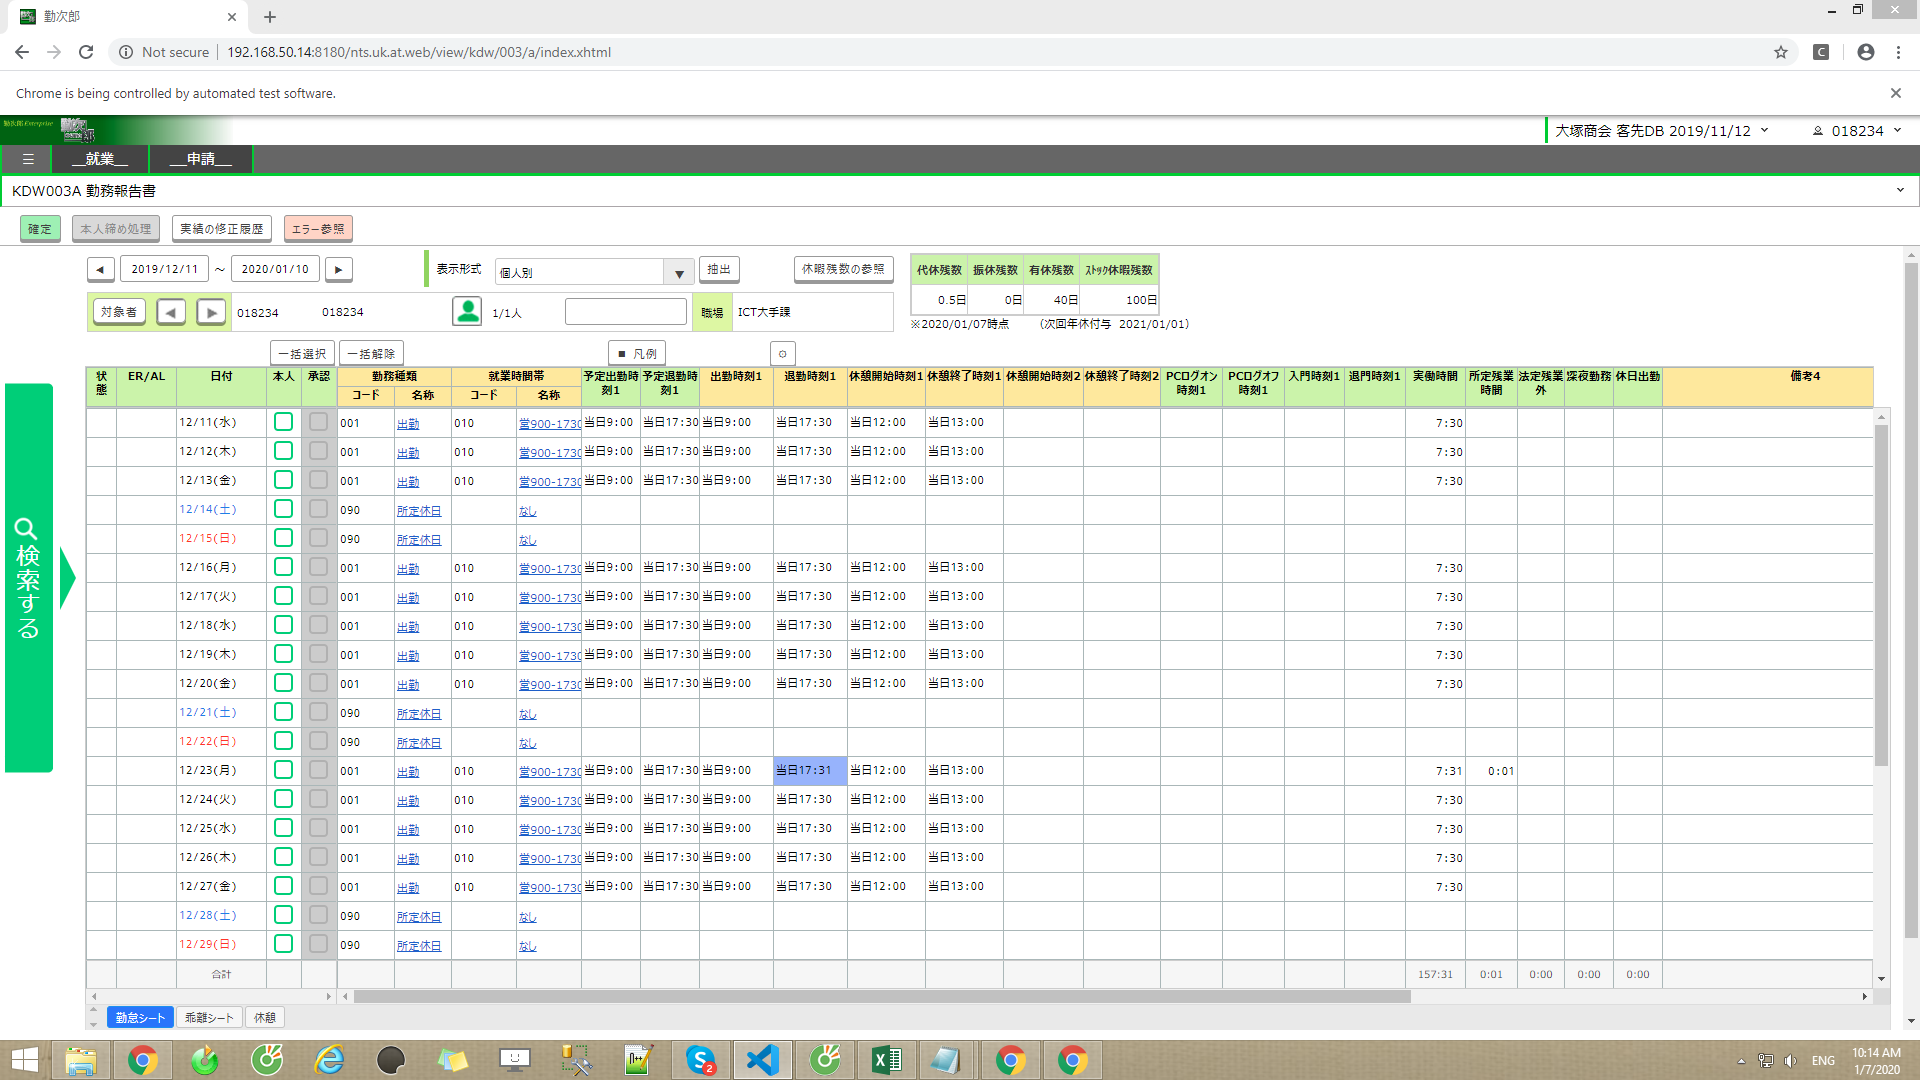 勤次郎
Not secure 192.168.50.14:8180/nts.uk.at.web/view/kdw/003/a/index.xhtml
Chrome is being controlled by automated test software.
勤次郎 Enterprise
大塚商会 客先DB 2019/11/12 018234
__就業__ __申請__
KDW003A 勤務報告書
確定 本人締め処理 実績の修正履歴 エラー参照
◀ 2019/12/11 ～ 2020/01/10 ▶ 表示形式 個人別 ▼ 抽出 休暇残数の参照
代休残数 振休残数 有休残数 ｽﾄｯｸ休暇残数
0.5日 0日 40日 100日
※2020/01/07時点 (次回年休付与 2021/01/01)
対象者 ◀ ▶ 018234 018234 1/1人 職場 ICT大手課
一括選択 一括解除 ■ 凡例
状態 ER/AL 日付 本人 承認 勤務種類 就業時間帯 予定出勤時刻1 予定退勤時刻1 出勤時刻1 退勤時刻1 休憩開始時刻1 休憩終了時刻1 休憩開始時刻2 休憩終了時刻2 PCログオン時刻1 PCログオフ時刻1 入門時刻1 退門時刻1 実働時間 所定残業時間 法定残業外 深夜勤務 休日出勤 備考4
コード 名称 コード 名称
12/11(水) 001 出勤 010 営900-1730 当日9:00 当日17:30 当日9:00 当日17:30 当日12:00 当日13:00 7:30
12/12(木) 001 出勤 010 営900-1730 当日9:00 当日17:30 当日9:00 当日17:30 当日12:00 当日13:00 7:30
12/13(金) 001 出勤 010 営900-1730 当日9:00 当日17:30 当日9:00 当日17:30 当日12:00 当日13:00 7:30
12/14(土) 090 所定休日 なし
12/15(日) 090 所定休日 なし
12/16(月) 001 出勤 010 営900-1730 当日9:00 当日17:30 当日9:00 当日17:30 当日12:00 当日13:00 7:30
12/17(火) 001 出勤 010 営900-1730 当日9:00 当日17:30 当日9:00 当日17:30 当日12:00 当日13:00 7:30
12/18(水) 001 出勤 010 営900-1730 当日9:00 当日17:30 当日9:00 当日17:30 当日12:00 当日13:00 7:30
12/19(木) 001 出勤 010 営900-1730 当日9:00 当日17:30 当日9:00 当日17:30 当日12:00 当日13:00 7:30
12/20(金) 001 出勤 010 営900-1730 当日9:00 当日17:30 当日9:00 当日17:30 当日12:00 当日13:00 7:30
12/21(土) 090 所定休日 なし
12/22(日) 090 所定休日 なし
12/23(月) 001 出勤 010 営900-1730 当日9:00 当日17:30 当日9:00 当日17:31 当日12:00 当日13:00 7:31 0:01
12/24(火) 001 出勤 010 営900-1730 当日9:00 当日17:30 当日9:00 当日17:30 当日12:00 当日13:00 7:30
12/25(水) 001 出勤 010 営900-1730 当日9:00 当日17:30 当日9:00 当日17:30 当日12:00 当日13:00 7:30
12/26(木) 001 出勤 010 営900-1730 当日9:00 当日17:30 当日9:00 当日17:30 当日12:00 当日13:00 7:30
12/27(金) 001 出勤 010 営900-1730 当日9:00 当日17:30 当日9:00 当日17:30 当日12:00 当日13:00 7:30
12/28(土) 090 所定休日 なし
12/29(日) 090 所定休日 なし
合計 157:31 0:01 0:00 0:00 0:00
検索する
勤怠シート 乖離シート 休憩
ENG
10:14 AM
1/7/2020